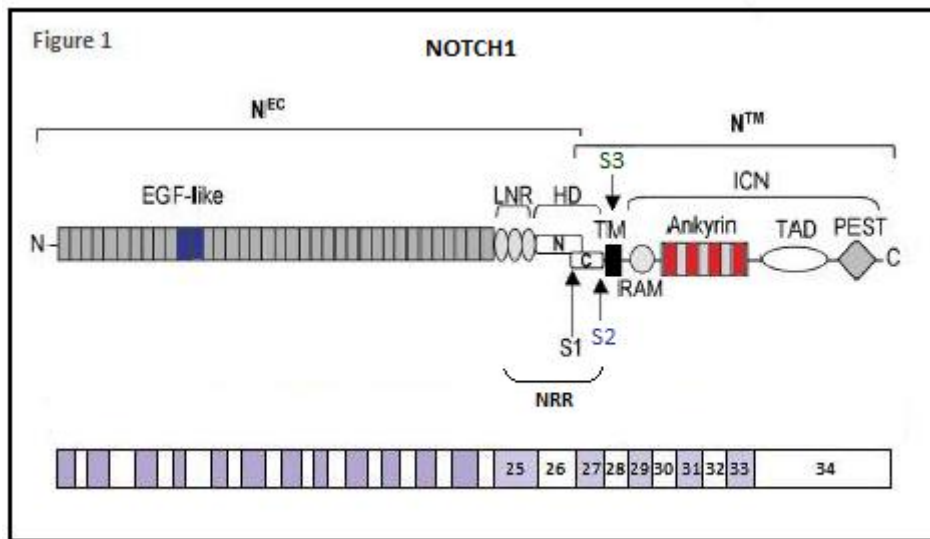 Figure 1
NOTCH1
N^EC
N^TM
S3
ICN
EGF-like
LNR
HD
TM
Ankyrin
TAD
PEST
N
N
C
C
RAM
S1
S2
NRR
25 26 27 28 29 30 31 32 33 34